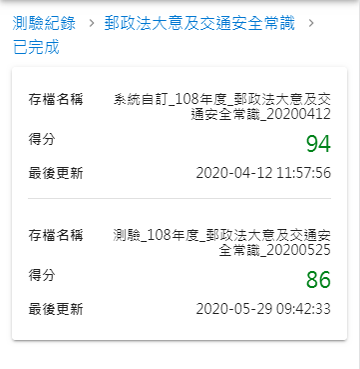 測驗紀錄 > 郵政法大意及交通安全常識 >
已完成
存檔名稱 系統自訂_108年度_郵政法大意及交
通安全常識_20200412
得分 94
最後更新 2020-04-12 11:57:56
存檔名稱 測驗_108年度_郵政法大意及交通安
全常識_20200525
得分 86
最後更新 2020-05-29 09:42:33